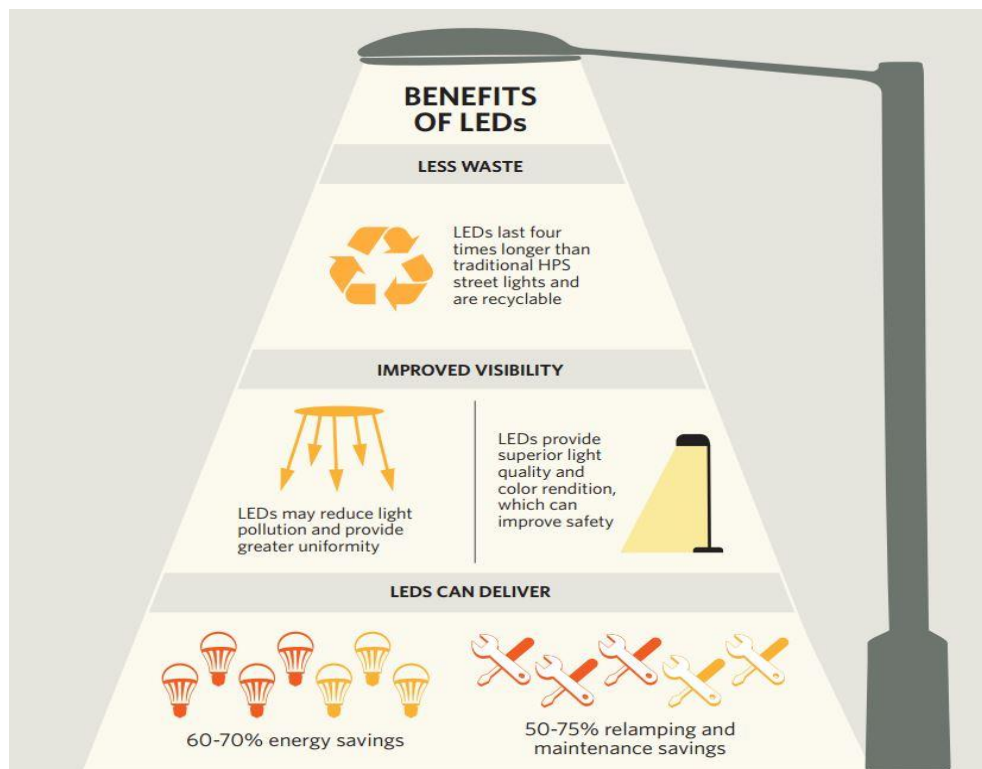 BENEFITS
OF LEDs
LESS WASTE
LEDs last four
times longer than
traditional HPS
street lights and
are recyclable
IMPROVED VISIBILITY
LEDs may reduce light
pollution and provide
greater uniformity
LEDs provide
superior light
quality and
color rendition,
which can
improve safety
LEDS CAN DELIVER
60-70% energy savings
50-75% relamping and
maintenance savings